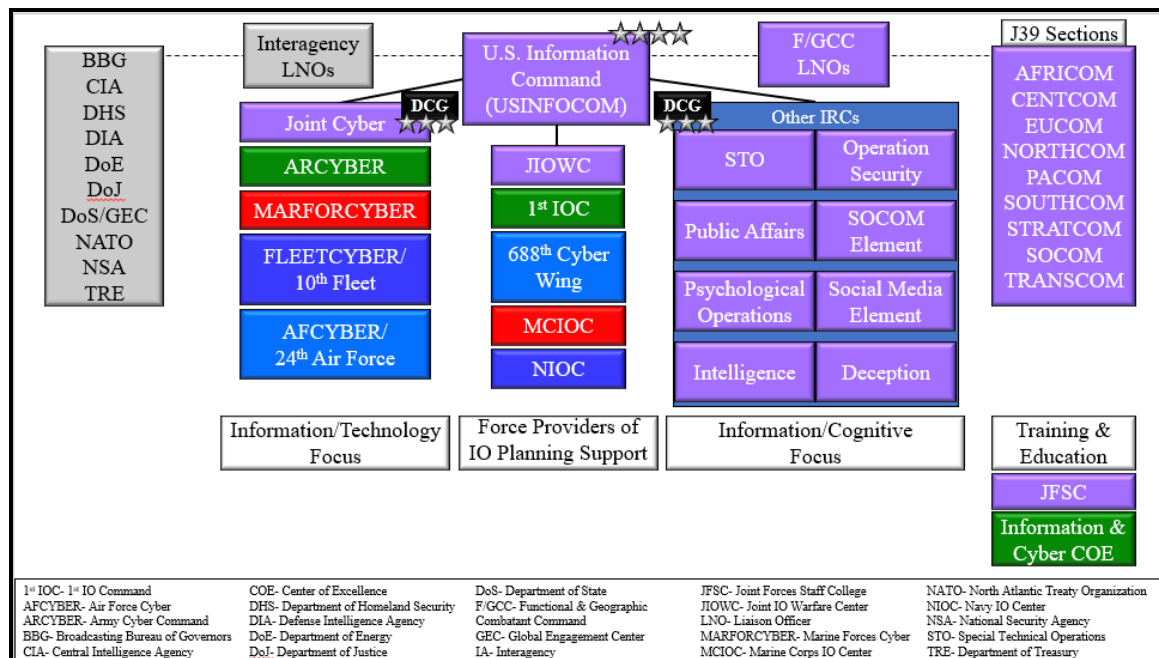 Interagency
LNOs
U.S. Information
Command
(USINFOCOM)
F/GCC
LNOs
J39 Sections
BBG
CIA
DHS
DIA
DoE
DoJ
DoS/GEC
NATO
NSA
TRE
DCG
Joint Cyber
ARCYBER
MARFORCYBER
FLEETCYBER/
10th Fleet
AFCYBER/
24th Air Force
JIOWC
1st IOC
688th Cyber
Wing
MCIOC
NIOC
DCG
Other IRCs
STO
Operation
Security
Public Affairs
SOCOM
Element
Psychological
Operations
Social Media
Element
Intelligence
Deception
AFRICOM
CENTCOM
EUCOM
NORTHCOM
PACOM
SOUTHCOM
STRATCOM
SOCOM
TRANSCOM
Information/Technology
Focus
Force Providers of
IO Planning Support
Information/Cognitive
Focus
Training &
Education
JFSC
Information &
Cyber COE
1st IOC- 1st IO Command
AFCYBER- Air Force Cyber
ARCYBER- Army Cyber Command
BBG- Broadcasting Bureau of Governors
CIA- Central Intelligence Agency
COE- Center of Excellence
DHS- Department of Homeland Security
DIA- Defense Intelligence Agency
DoE- Department of Energy
DoJ- Department of Justice
DoS- Department of State
F/GCC- Functional & Geographic
Combatant Command
GEC- Global Engagement Center
IA- Interagency
JFSC- Joint Forces Staff College
JIOWC- Joint IO Warfare Center
LNO- Liaison Officer
MARFORCYBER- Marine Forces Cyber
MCIOC- Marine Corps IO Center
NATO- North Atlantic Treaty Organization
NIOC- Navy IO Center
NSA- National Security Agency
STO- Special Technical Operations
TRE- Department of Treasury